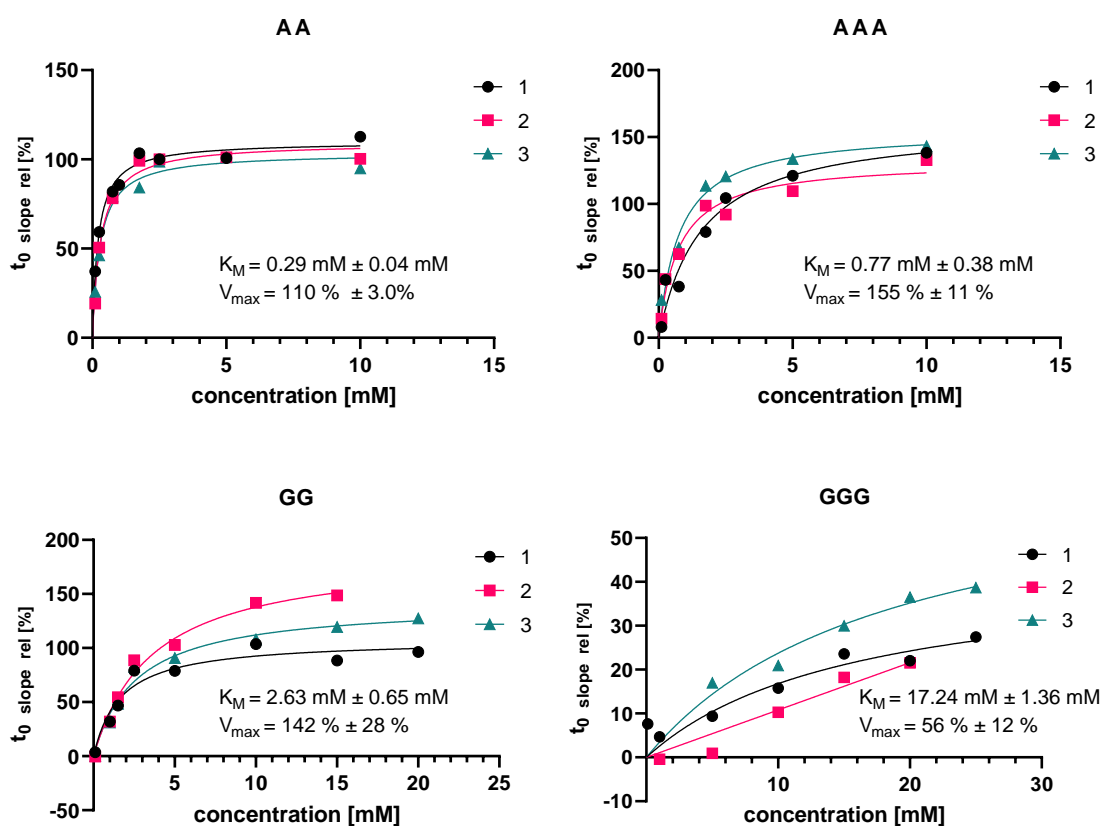 AA
150
100
50
0
t0 slope rel [%]
0 5 10 15
concentration [mM]
1
2
3
KM = 0.29 mM ± 0.04 mM
Vmax = 110 % ± 3.0%
AAA
200
150
100
50
0
t0 slope rel [%]
0 5 10 15
concentration [mM]
1
2
3
KM = 0.77 mM ± 0.38 mM
Vmax = 155 % ± 11 %
GG
200
150
100
50
0
-50
t0 slope rel [%]
5 10 15 20
concentration [mM]
1
2
3
KM = 2.63 mM ± 0.65 mM
Vmax = 142 % ± 28 %
GGG
50
40
30
20
10
0
-10
t0 slope rel [%]
10 20 30
concentration [mM]
1
2
3
KM = 17.24 mM ± 1.36 mM
Vmax = 56 % ± 12 %